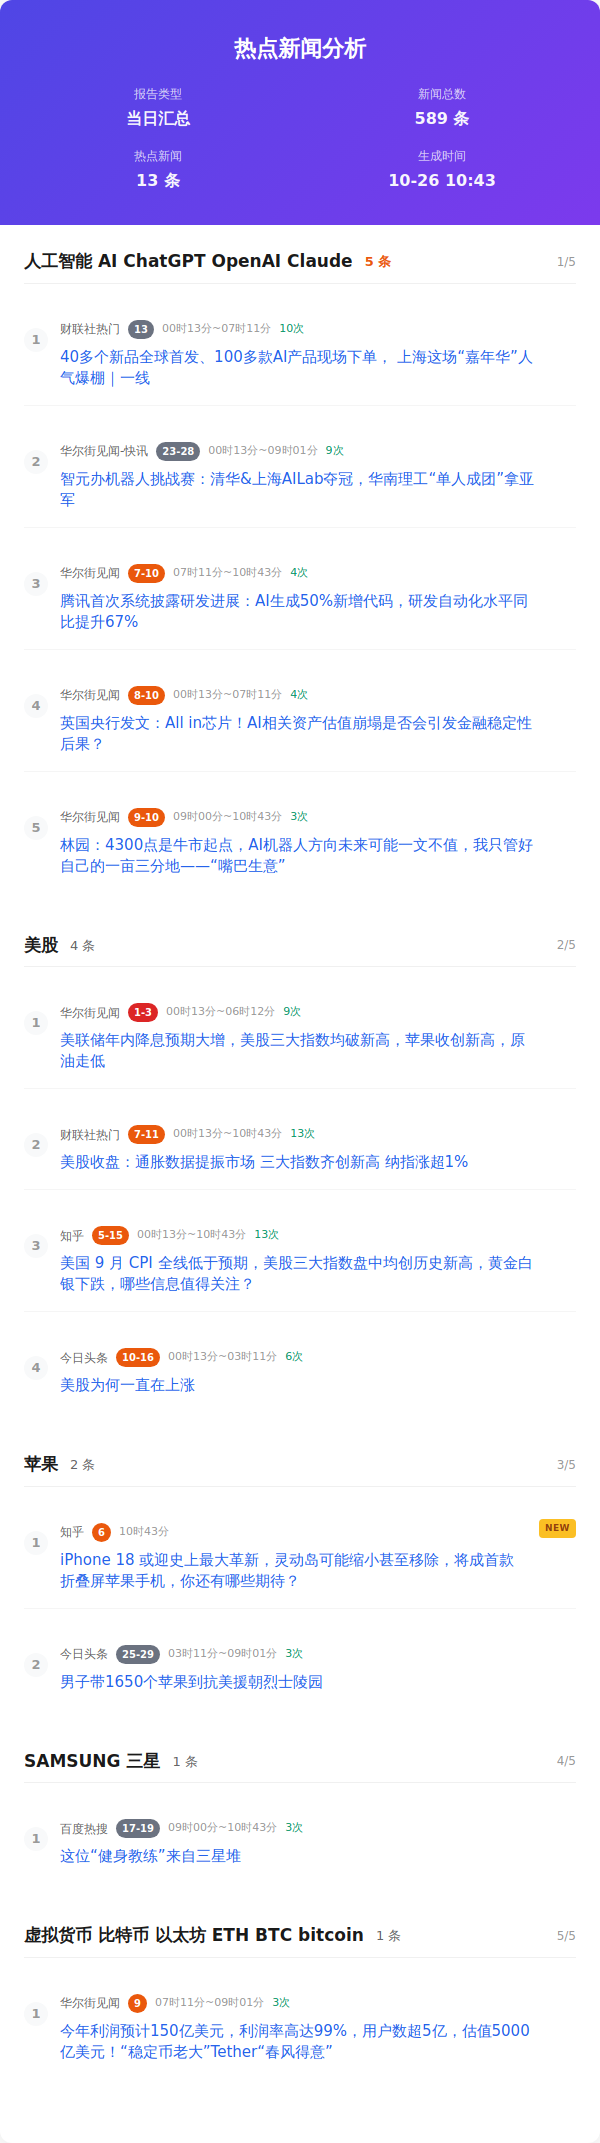 热点新闻分析
报告类型
当日汇总
新闻总数
589 条
热点新闻
13 条
生成时间
10-26 10:43
人工智能 AI ChatGPT OpenAI Claude 5 条 1/5
1
财联社热门 13 00时13分~07时11分 10次
40多个新品全球首发、100多款AI产品现场下单， 上海这场“嘉年华”人
气爆棚｜一线
2
华尔街见闻-快讯 23-28 00时13分~09时01分 9次
智元办机器人挑战赛：清华&上海AILab夺冠，华南理工“单人成团”拿亚
军
3
华尔街见闻 7-10 07时11分~10时43分 4次
腾讯首次系统披露研发进展：AI生成50%新增代码，研发自动化水平同
比提升67%
4
华尔街见闻 8-10 00时13分~07时11分 4次
英国央行发文：All in芯片！AI相关资产估值崩塌是否会引发金融稳定性
后果？
5
华尔街见闻 9-10 09时00分~10时43分 3次
林园：4300点是牛市起点，AI机器人方向未来可能一文不值，我只管好
自己的一亩三分地——“嘴巴生意”
美股 4 条 2/5
1
华尔街见闻 1-3 00时13分~06时12分 9次
美联储年内降息预期大增，美股三大指数均破新高，苹果收创新高，原
油走低
2
财联社热门 7-11 00时13分~10时43分 13次
美股收盘：通胀数据提振市场 三大指数齐创新高 纳指涨超1%
3
知乎 5-15 00时13分~10时43分 13次
美国 9 月 CPI 全线低于预期，美股三大指数盘中均创历史新高，黄金白
银下跌，哪些信息值得关注？
4
今日头条 10-16 00时13分~03时11分 6次
美股为何一直在上涨
苹果 2 条 3/5
1
知乎 6 10时43分 NEW
iPhone 18 或迎史上最大革新，灵动岛可能缩小甚至移除，将成首款
折叠屏苹果手机，你还有哪些期待？
2
今日头条 25-29 03时11分~09时01分 3次
男子带1650个苹果到抗美援朝烈士陵园
SAMSUNG 三星 1 条 4/5
1
百度热搜 17-19 09时00分~10时43分 3次
这位“健身教练”来自三星堆
虚拟货币 比特币 以太坊 ETH BTC bitcoin 1 条 5/5
1
华尔街见闻 9 07时11分~09时01分 3次
今年利润预计150亿美元，利润率高达99%，用户数超5亿，估值5000
亿美元！“稳定币老大”Tether“春风得意”